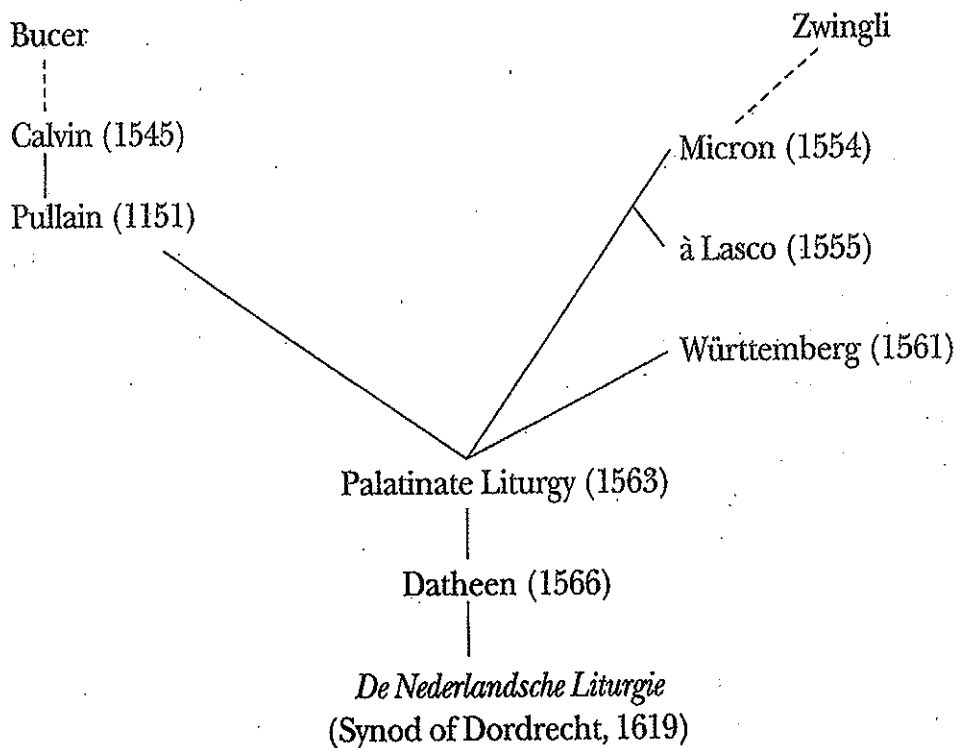 Bucer
Zwingli
Calvin (1545)
Micron (1554)
Pullain (1151)
à Lasco (1555)
Württemberg (1561)
Palatinate Liturgy (1563)
Datheen (1566)
De Nederlandsche Liturgie
(Synod of Dordrecht, 1619)